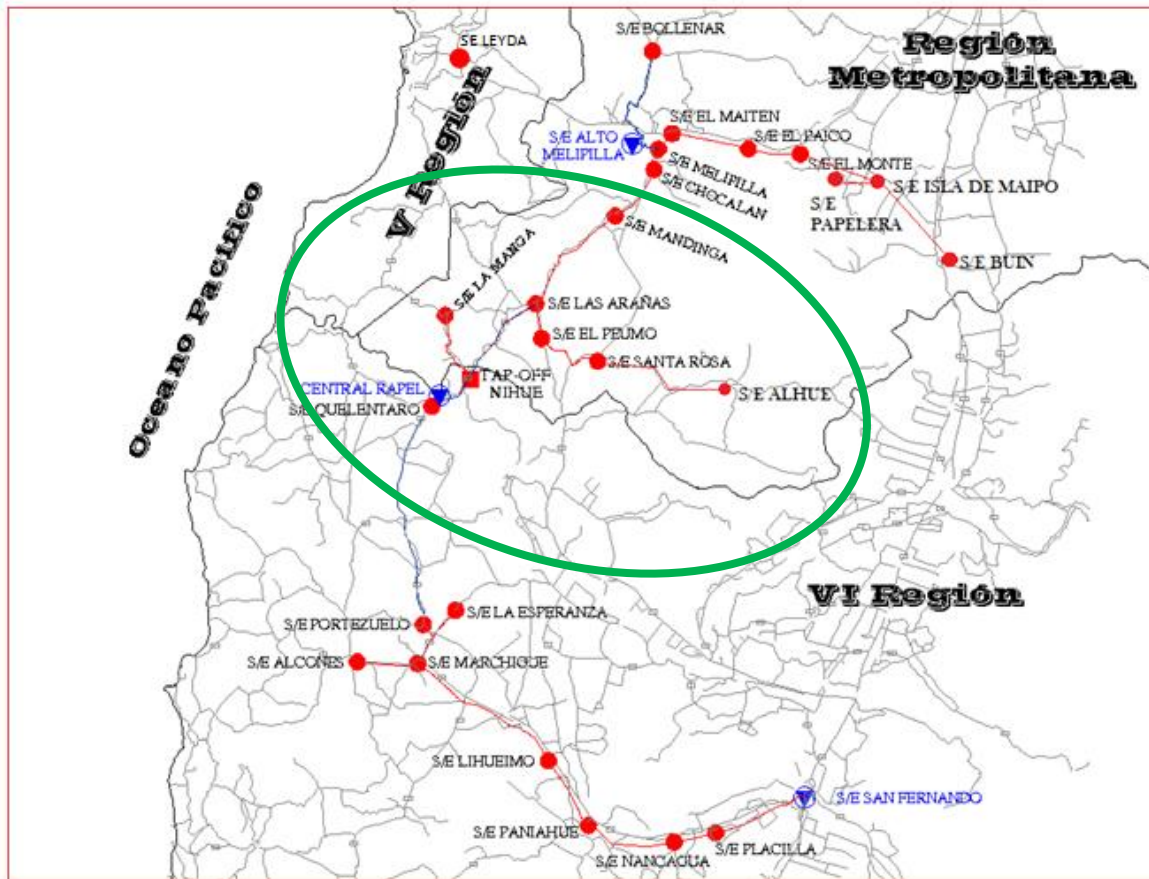 S/E BOLLENAR
SE LEYDA
Región
Metropolitana
V Región
S/E EL MAITEN
S/E ALTO
MELIPILLA
S/E EL PAICO
S/E MELIPILLA
S/E EL MONTE
S/E CHOCALAN
S/E ISLA DE MAIPO
S/E
PAPELERA
S/E MANDINGA
S/E LA MANGA
S/E BUIN
Oceano Pacifico
S/E LAS ARAÑAS
S/E EL PEUMO
S/E SANTA ROSA
TAP-OFF
NIHUE
CENTRAL RAPEL
S/E ALHUE
S/E QUELENTARO
VI Región
S/E LA ESPERANZA
S/E PORTEZUELO
S/E ALCONES
S/E MARCHIGUE
S/E LIHUEIMO
S/E SAN FERNANDO
S/E PANIAHUE
S/E PLACILLA
S/E NANCAGUA